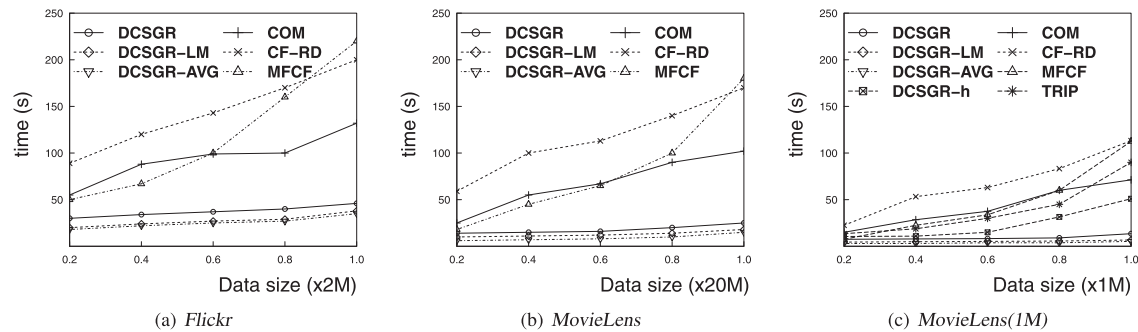 250
200
150
100
50
time (s)
DCSGR
DCSGR-LM
DCSGR-AVG
COM
CF-RD
MFCF
0.2 0.4 0.6 0.8 1.0
Data size (x2M)
(a) Flickr
250
200
150
100
50
time (s)
DCSGR
DCSGR-LM
DCSGR-AVG
COM
CF-RD
MFCF
0.2 0.4 0.6 0.8 1.0
Data size (x20M)
(b) MovieLens
250
200
150
100
50
time (s)
DCSGR
DCSGR-LM
DCSGR-AVG
DCSGR-h
COM
CF-RD
MFCF
TRIP
0.2 0.4 0.6 0.8 1.0
Data size (x1M)
(c) MovieLens(1M)